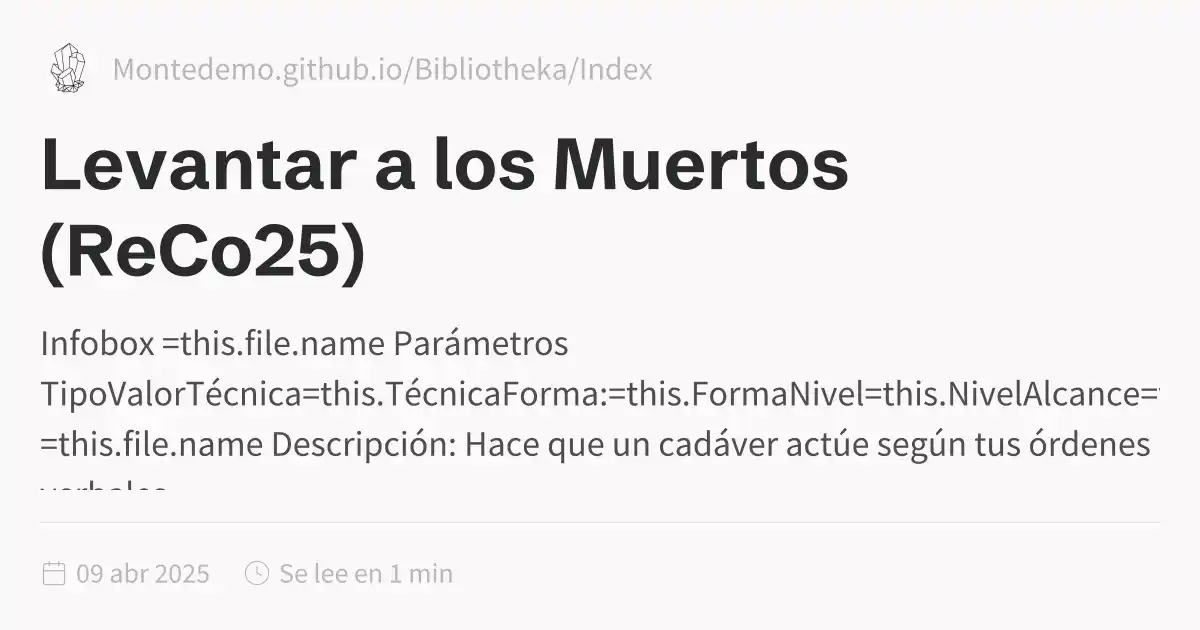 Montedemo.github.io/Bibliotheka/Index
Levantar a los Muertos
(ReCo25)
Infobox =this.file.name Parámetros
TipoValorTécnica=this.TécnicaForma:=this.FormaNivel=this.NivelAlcance=
=this.file.name Descripción: Hace que un cadáver actúe según tus órdenes
09 abr 2025
Se lee en 1 min